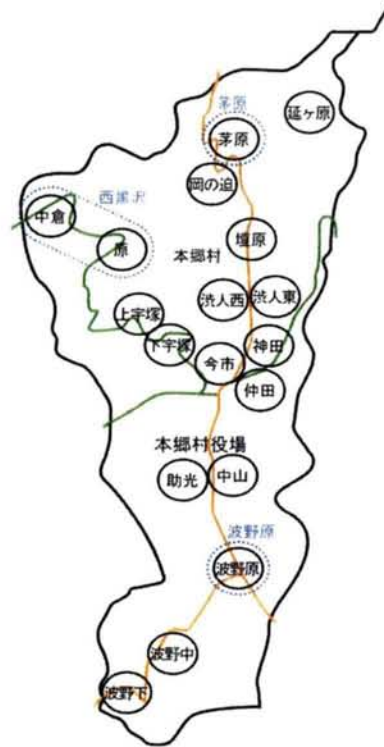 茅原
延ヶ原
茅原
岡の迫
西黒沢
中倉
原
壇原
本郷村
渋人西
渋人東
上宇塚
下宇塚
神田
今市
仲田
本郷村役場
助光
中山
波野原
波野原
波野中
波野下